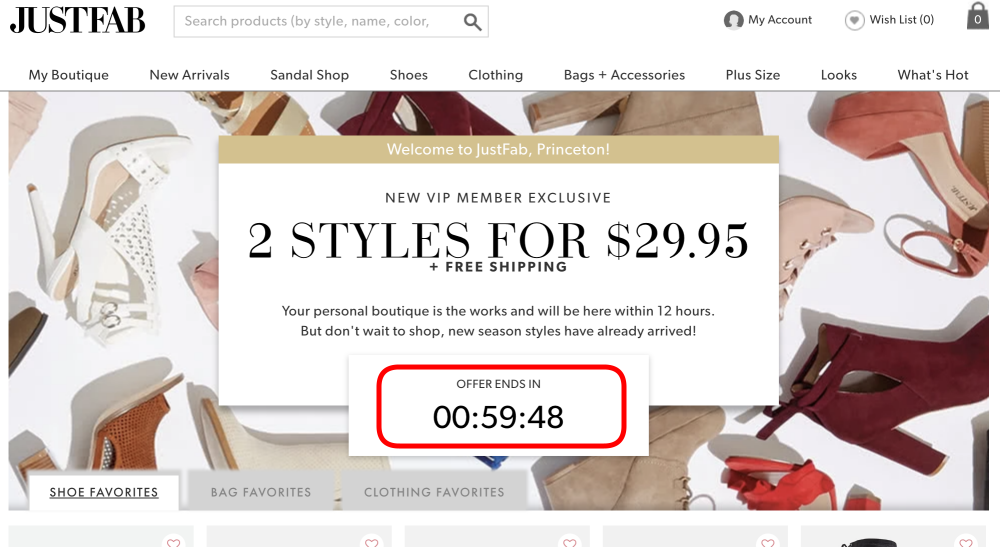 JUSTFAB
Search products (by style, name, color,
My Account
Wish List (0)
0
My Boutique
New Arrivals
Sandal Shop
Shoes
Clothing
Bags + Accessories
Plus Size
Looks
What's Hot
Welcome to JustFab, Princeton!
NEW VIP MEMBER EXCLUSIVE
2 STYLES FOR $29.95
+ FREE SHIPPING
Your personal boutique is the works and will be here within 12 hours.
But don't wait to shop, new season styles have already arrived!
OFFER ENDS IN
00:59:48
SHOE FAVORITES
BAG FAVORITES
CLOTHING FAVORITES
JUSTFAB